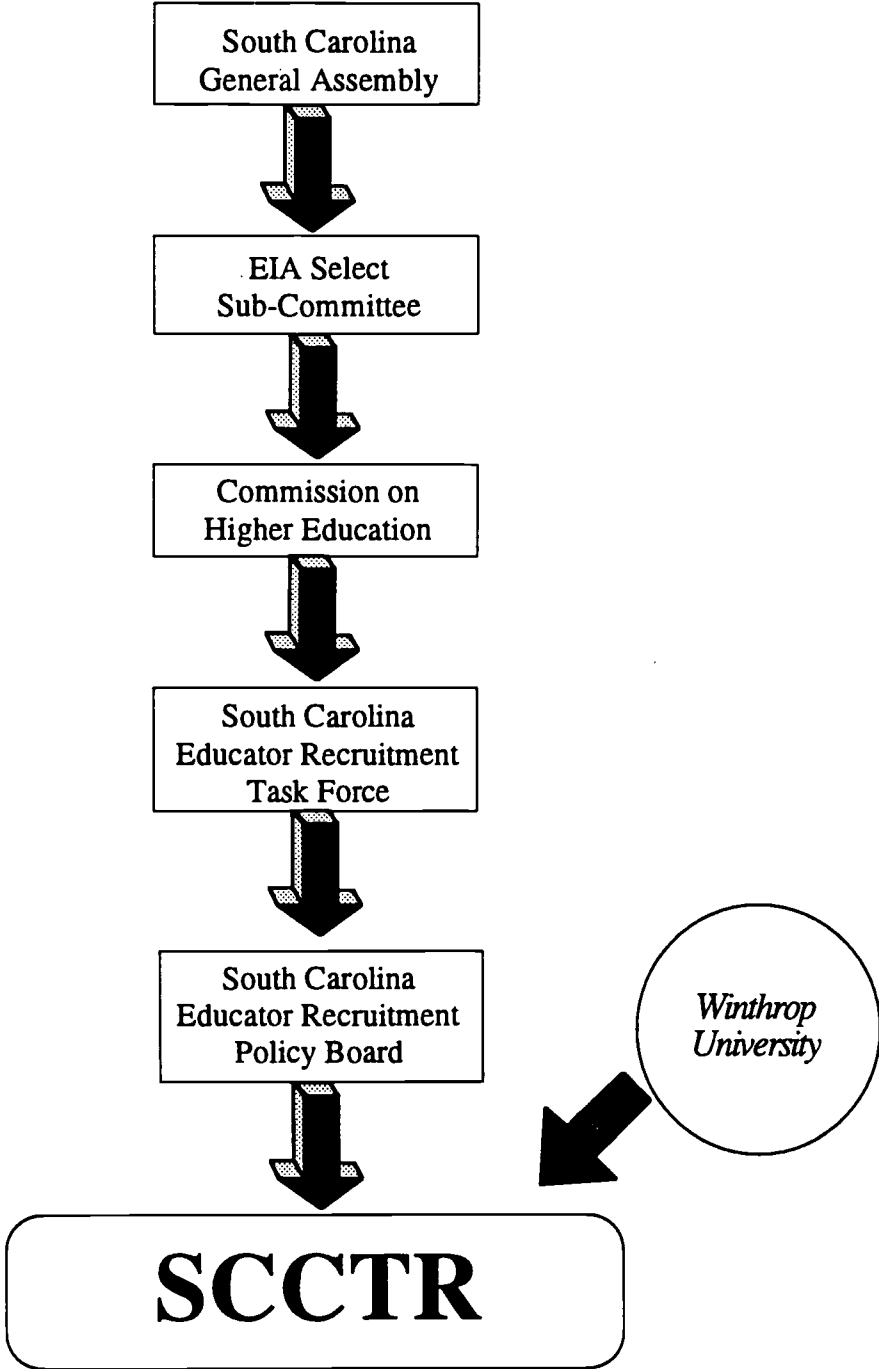 South Carolina
General Assembly
EIA Select
Sub-Committee
Commission on
Higher Education
South Carolina
Educator Recruitment
Task Force
South Carolina
Educator Recruitment
Policy Board
Winthrop
University
SCCTR